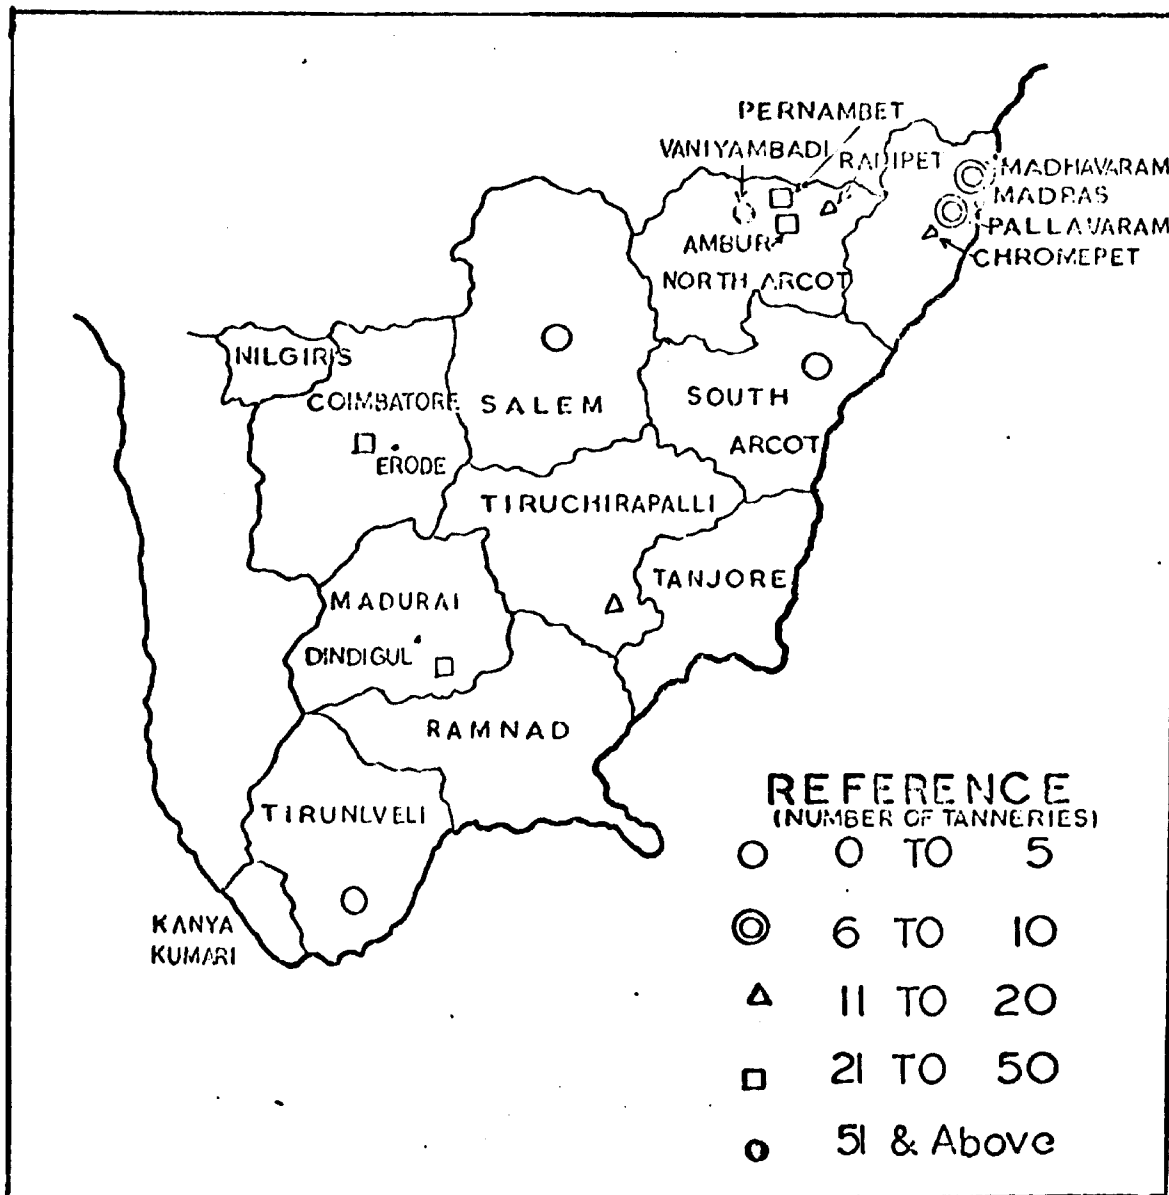 PERNAMBET
VANIYAMBADI
RANIPET
MADHAVARAM
MADRAS
PALLAVARAM
CHROMEPET
AMBUR
NORTH ARCOT
NILGIRIS
COIMBATORE
SALEM
SOUTH
ARCOT
ERODE
TIRUCHIRAPALLI
TANJORE
MADURAI
DINDIGUL
RAMNAD
TIRUNLVELI
KANYA
KUMARI
REFERENCE
(NUMBER OF TANNERIES)
0 TO 5
6 TO 10
11 TO 20
21 TO 50
51 & Above